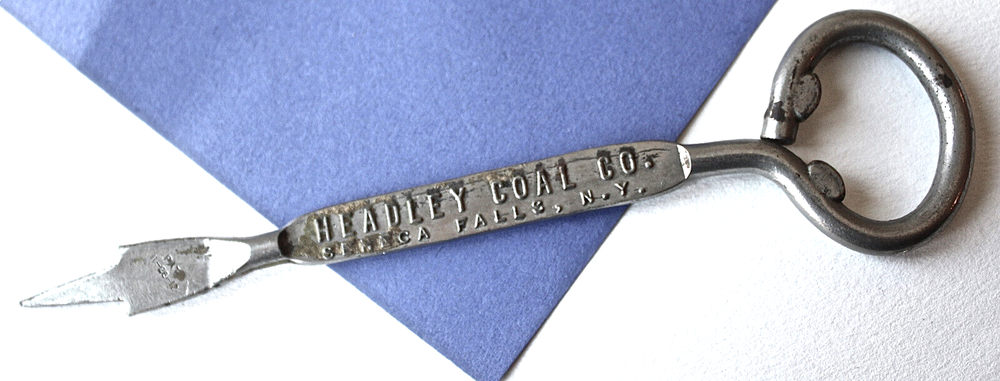 HEADLEY COAL CO.
SENECA FALLS, N.Y.